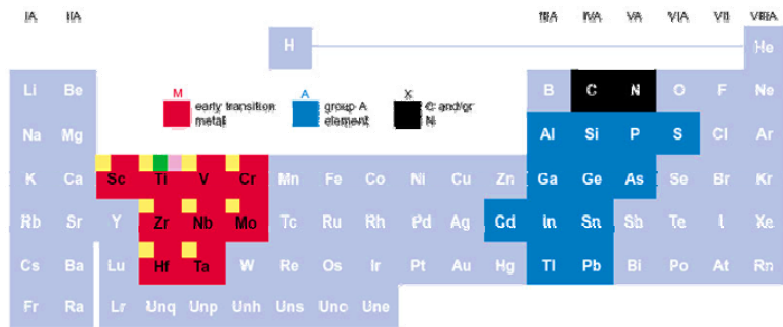 IA IIA IIIA IVA VA VIA VII VIIIA
H He
Li Be M A X B C N O F Ne
early transition metal group A element C and/or N
Na Mg Al Si P S Cl Ar
K Ca Sc Ti V Cr Mn Fe Co Ni Cu Zn Ga Ge As Se Br Kr
Rb Sr Y Zr Nb Mo Tc Ru Rh Pd Ag Cd In Sn Sb Te I Xe
Cs Ba Lu Hf Ta W Re Os Ir Pt Au Hg Tl Pb Bi Po At Rn
Fr Ra Lr Unq Unp Unh Uns Uno Une